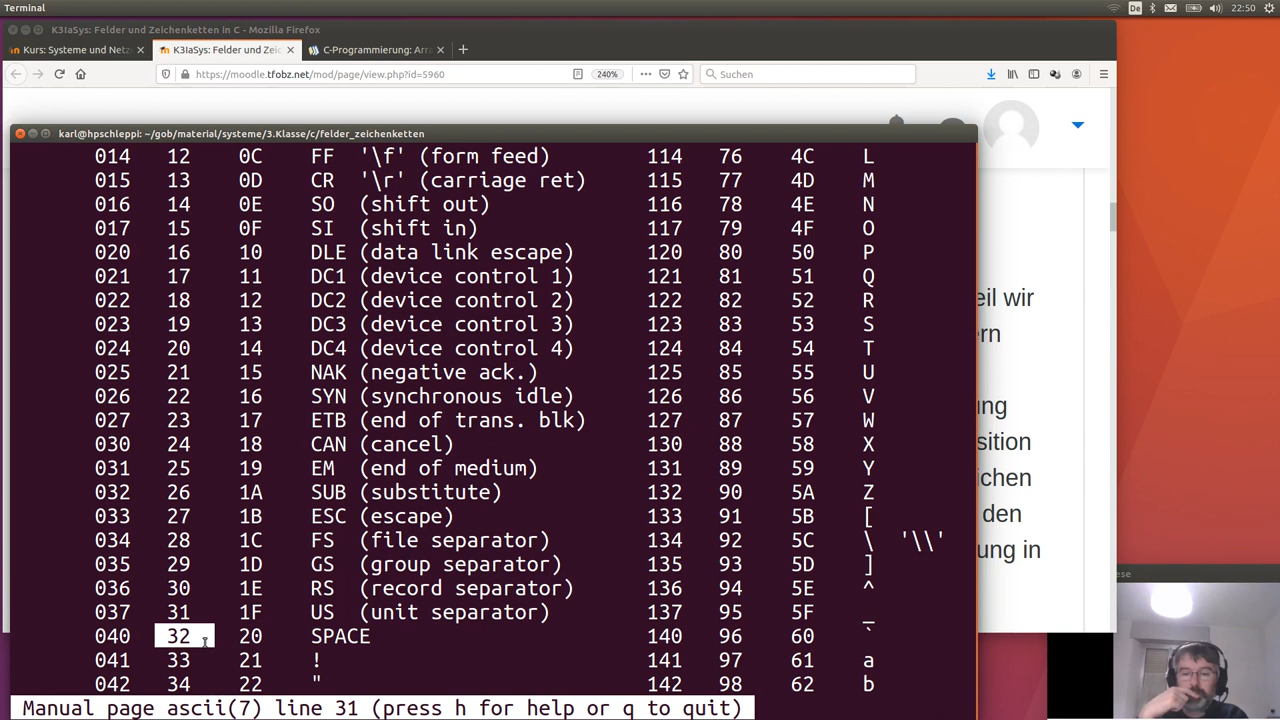 Terminal
De
22:50
K3IaSys: Felder und Zeichenketten in C - Mozilla Firefox
Kurs: Systeme und Netz
K3IaSys: Felder und Zeic
C-Programmierung: Arr
https://moodle.tfobz.net/mod/page/view.php?id=5960
240%
Suchen
karl@hpschleppi: ~/gob/material/systeme/3.Klasse/c/felder_zeichenketten
014 12 0C FF '\f' (form feed) 114 76 4C L
015 13 0D CR '\r' (carriage ret) 115 77 4D M
016 14 0E SO (shift out) 116 78 4E N
017 15 0F SI (shift in) 117 79 4F O
020 16 10 DLE (data link escape) 120 80 50 P
021 17 11 DC1 (device control 1) 121 81 51 Q
022 18 12 DC2 (device control 2) 122 82 52 R
023 19 13 DC3 (device control 3) 123 83 53 S
024 20 14 DC4 (device control 4) 124 84 54 T
025 21 15 NAK (negative ack.) 125 85 55 U
026 22 16 SYN (synchronous idle) 126 86 56 V
027 23 17 ETB (end of trans. blk) 127 87 57 W
030 24 18 CAN (cancel) 130 88 58 X
031 25 19 EM (end of medium) 131 89 59 Y
032 26 1A SUB (substitute) 132 90 5A Z
033 27 1B ESC (escape) 133 91 5B [
034 28 1C FS (file separator) 134 92 5C \ '\\'
035 29 1D GS (group separator) 135 93 5D ]
036 30 1E RS (record separator) 136 94 5E ^
037 31 1F US (unit separator) 137 95 5F _
040 32 20 SPACE 140 96 60 `
041 33 21 ! 141 97 61 a
042 34 22 " 142 98 62 b
Manual page ascii(7) line 31 (press h for help or q to quit)
eil wir
ern
ung
sition
ichen
den
ung in
ese